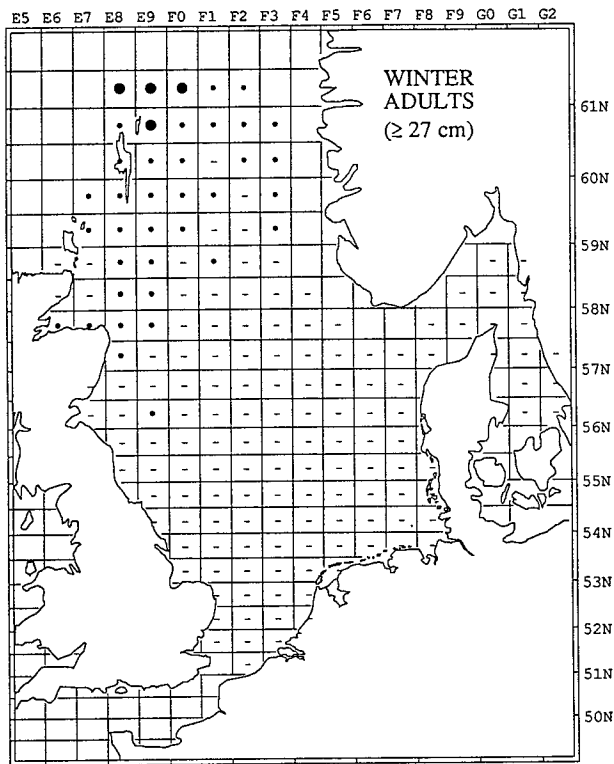 E5 E6 E7 E8 E9 F0 F1 F2 F3 F4 F5 F6 F7 F8 F9 G0 G1 G2
WINTER
ADULTS
(≥ 27 cm)
61N
60N
59N
58N
57N
56N
55N
54N
53N
52N
51N
50N